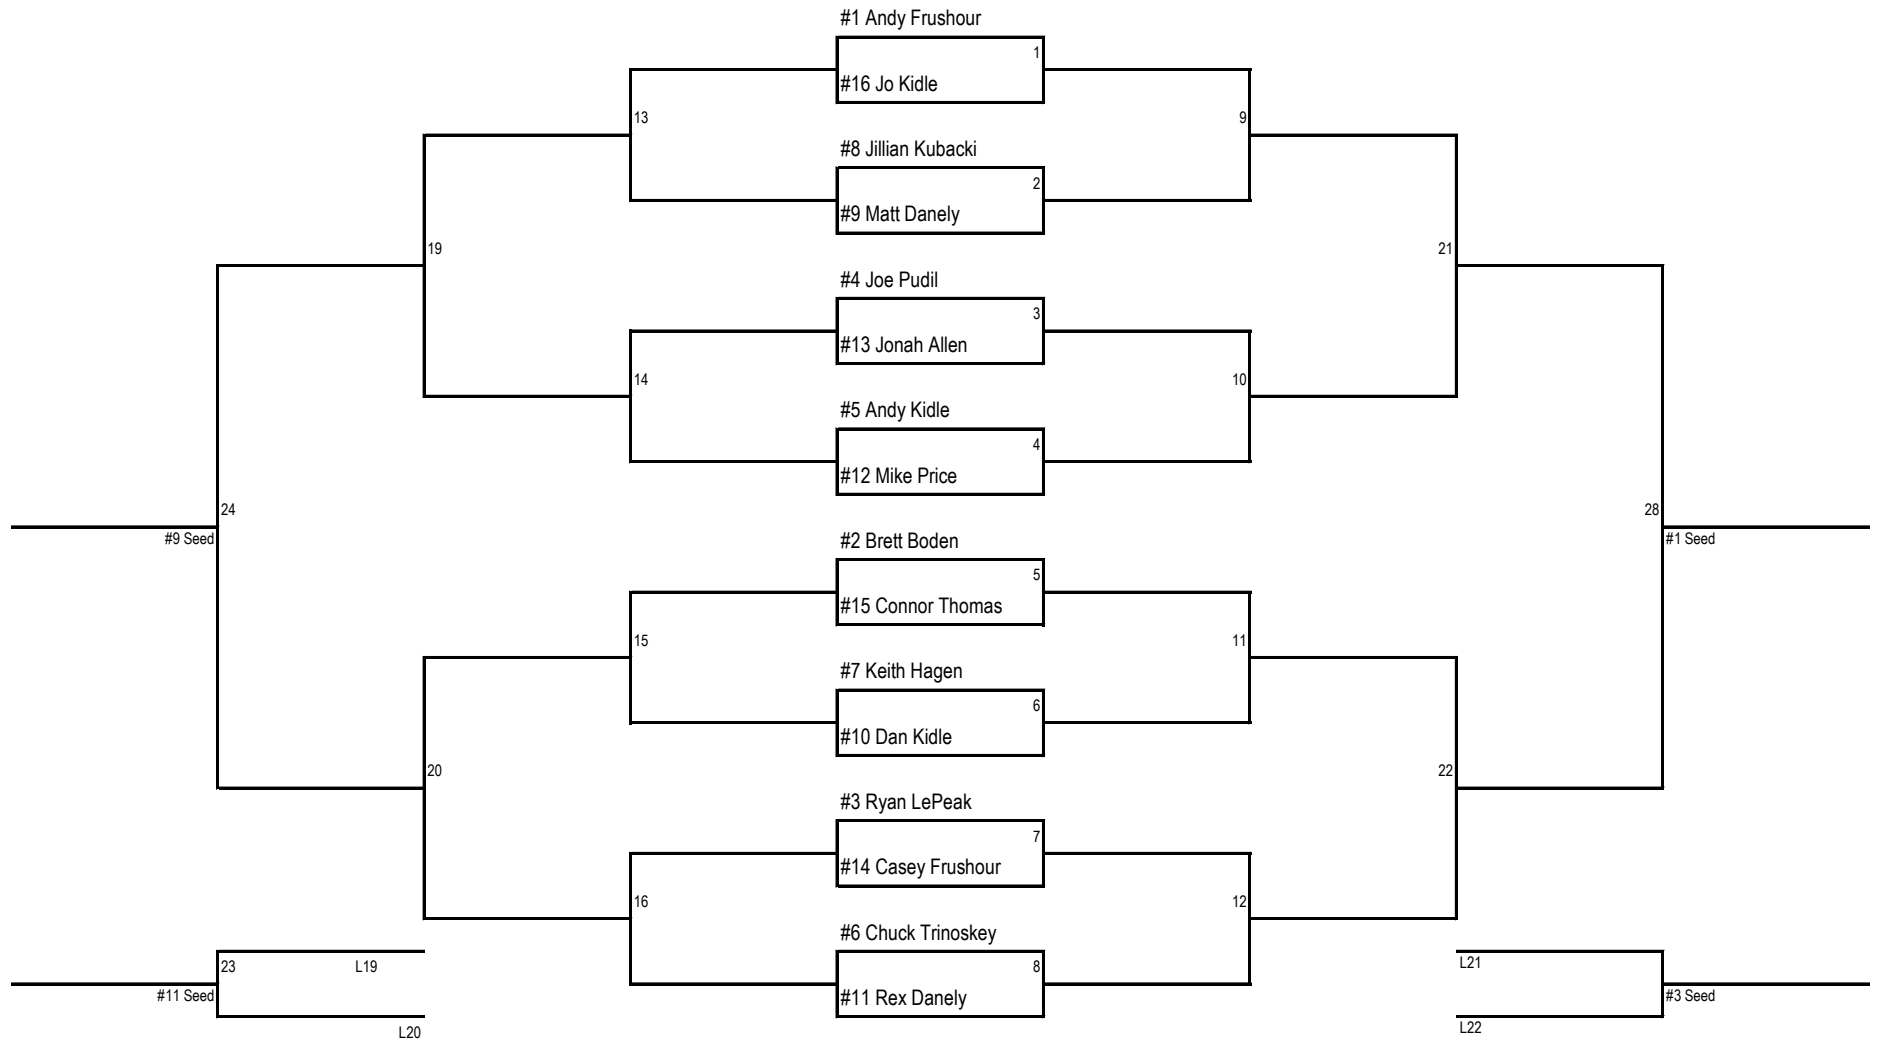 #1 Andy Frushour
1
#16 Jo Kidle
13
9
#8 Jillian Kubacki
2
#9 Matt Danely
19
21
#4 Joe Pudil
3
#13 Jonah Allen
14
10
#5 Andy Kidle
4
#12 Mike Price
24
28
#9 Seed
#1 Seed
#2 Brett Boden
5
#15 Connor Thomas
15
11
#7 Keith Hagen
6
#10 Dan Kidle
20
22
#3 Ryan LePeak
7
#14 Casey Frushour
16
12
#6 Chuck Trinoskey
23
L19
8
L21
#11 Seed
#11 Rex Danely
#3 Seed
L20
L22